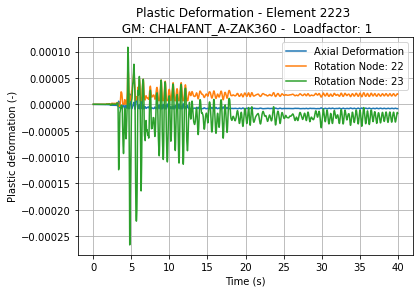 Plastic Deformation - Element 2223
GM: CHALFANT_A-ZAK360 - Loadfactor: 1
Axial Deformation
Rotation Node: 22
Rotation Node: 23
Plastic deformation (-)
0.00010
0.00005
0.00000
−0.00005
−0.00010
−0.00015
−0.00020
−0.00025
0 5 10 15 20 25 30 35 40
Time (s)